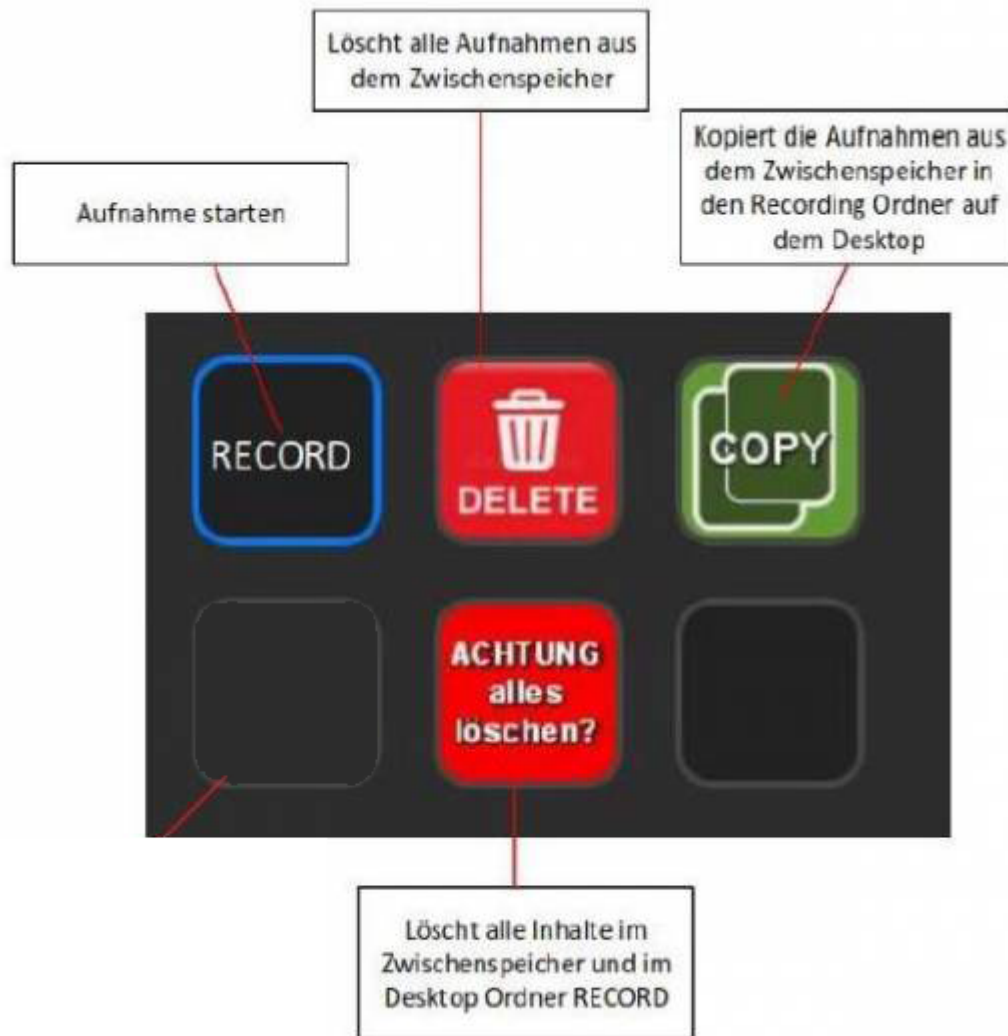 Löscht alle Aufnahmen aus
dem Zwischenspeicher
Kopiert die Aufnahmen aus
dem Zwischenspeicher in
den Recording Ordner auf
dem Desktop
Aufnahme starten
RECORD
DELETE
COPY
ACHTUNG
alles
löschen?
Löscht alle Inhalte im
Zwischenspeicher und im
Desktop Ordner RECORD